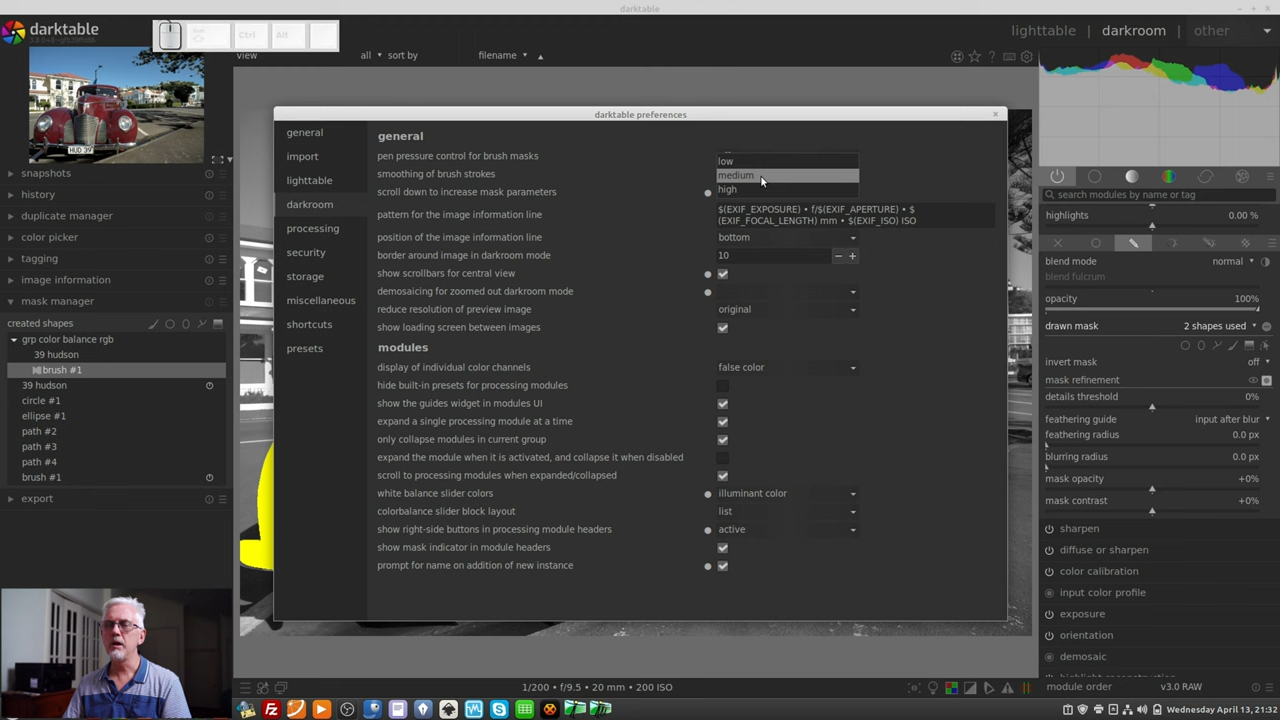 darktable
darktable
Ctrl
Alt
view
all
sort by
filename
lighttable
darkroom
other
HUD 39
snapshots
history
duplicate manager
color picker
tagging
image information
mask manager
created shapes
grp color balance rgb
39 hudson
brush #1
39 hudson
circle #1
ellipse #1
path #2
path #3
path #4
brush #1
export
darktable preferences
general
import
lighttable
darkroom
processing
security
storage
miscellaneous
shortcuts
presets
general
pen pressure control for brush masks
smoothing of brush strokes
low
medium
high
scroll down to increase mask parameters
pattern for the image information line
$(EXIF_EXPOSURE) • f/$(EXIF_APERTURE) • $
(EXIF_FOCAL_LENGTH) mm • $(EXIF_ISO) ISO
position of the image information line
bottom
border around image in darkroom mode
10
show scrollbars for central view
demosaicing for zoomed out darkroom mode
reduce resolution of preview image
original
show loading screen between images
modules
display of individual color channels
false color
hide built-in presets for processing modules
show the guides widget in modules UI
expand a single processing module at a time
only collapse modules in current group
expand the module when it is activated, and collapse it when disabled
scroll to processing modules when expanded/collapsed
white balance slider colors
illuminant color
colorbalance slider block layout
list
show right-side buttons in processing module headers
active
show mask indicator in module headers
prompt for name on addition of new instance
search modules by name or tag
highlights
0.00 %
blend mode
normal
blend fulcrum
opacity
100%
drawn mask
2 shapes used
invert mask
off
mask refinement
details threshold
0%
feathering guide
input after blur
feathering radius
0.0 px
blurring radius
0.0 px
mask opacity
+0%
mask contrast
+0%
sharpen
diffuse or sharpen
color calibration
input color profile
exposure
orientation
demosaic
module order
v3.0 RAW
1/200 • f/9.5 • 20 mm • 200 ISO
Wednesday April 13, 21:32